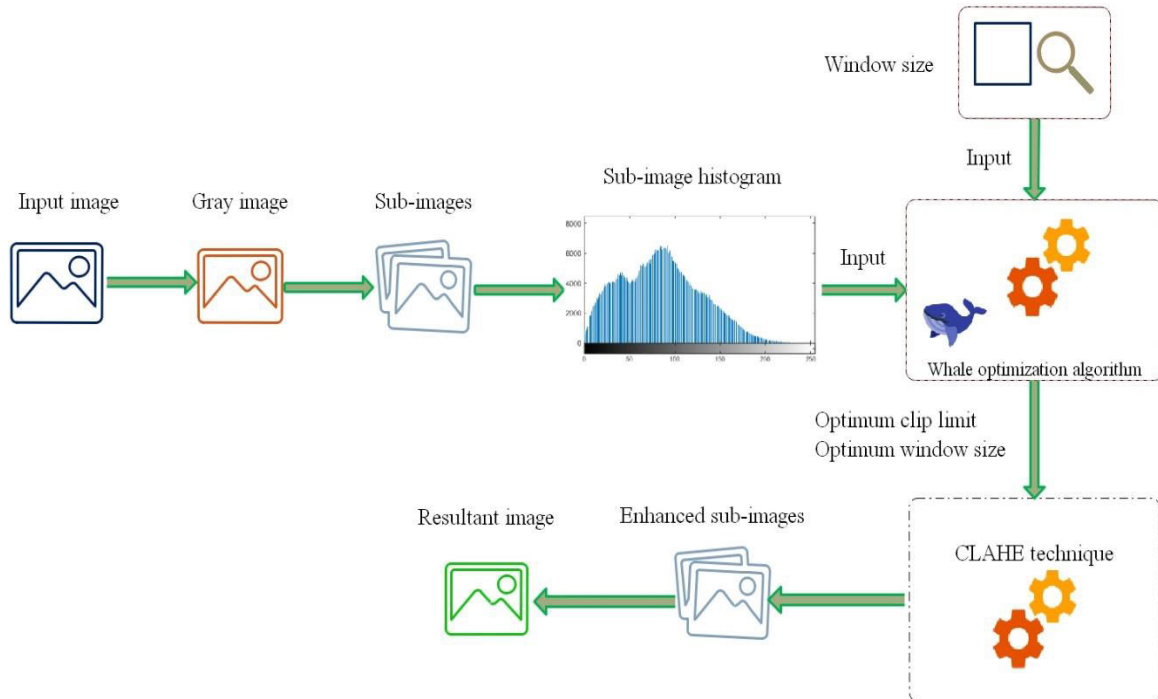 Window size
Input
Input image
Gray image
Sub-images
Sub-image histogram
8000
6000
4000
2000
0
0
50
100
150
200
250
Input
Whale optimization algorithm
Optimum clip limit
Optimum window size
CLAHE technique
Enhanced sub-images
Resultant image